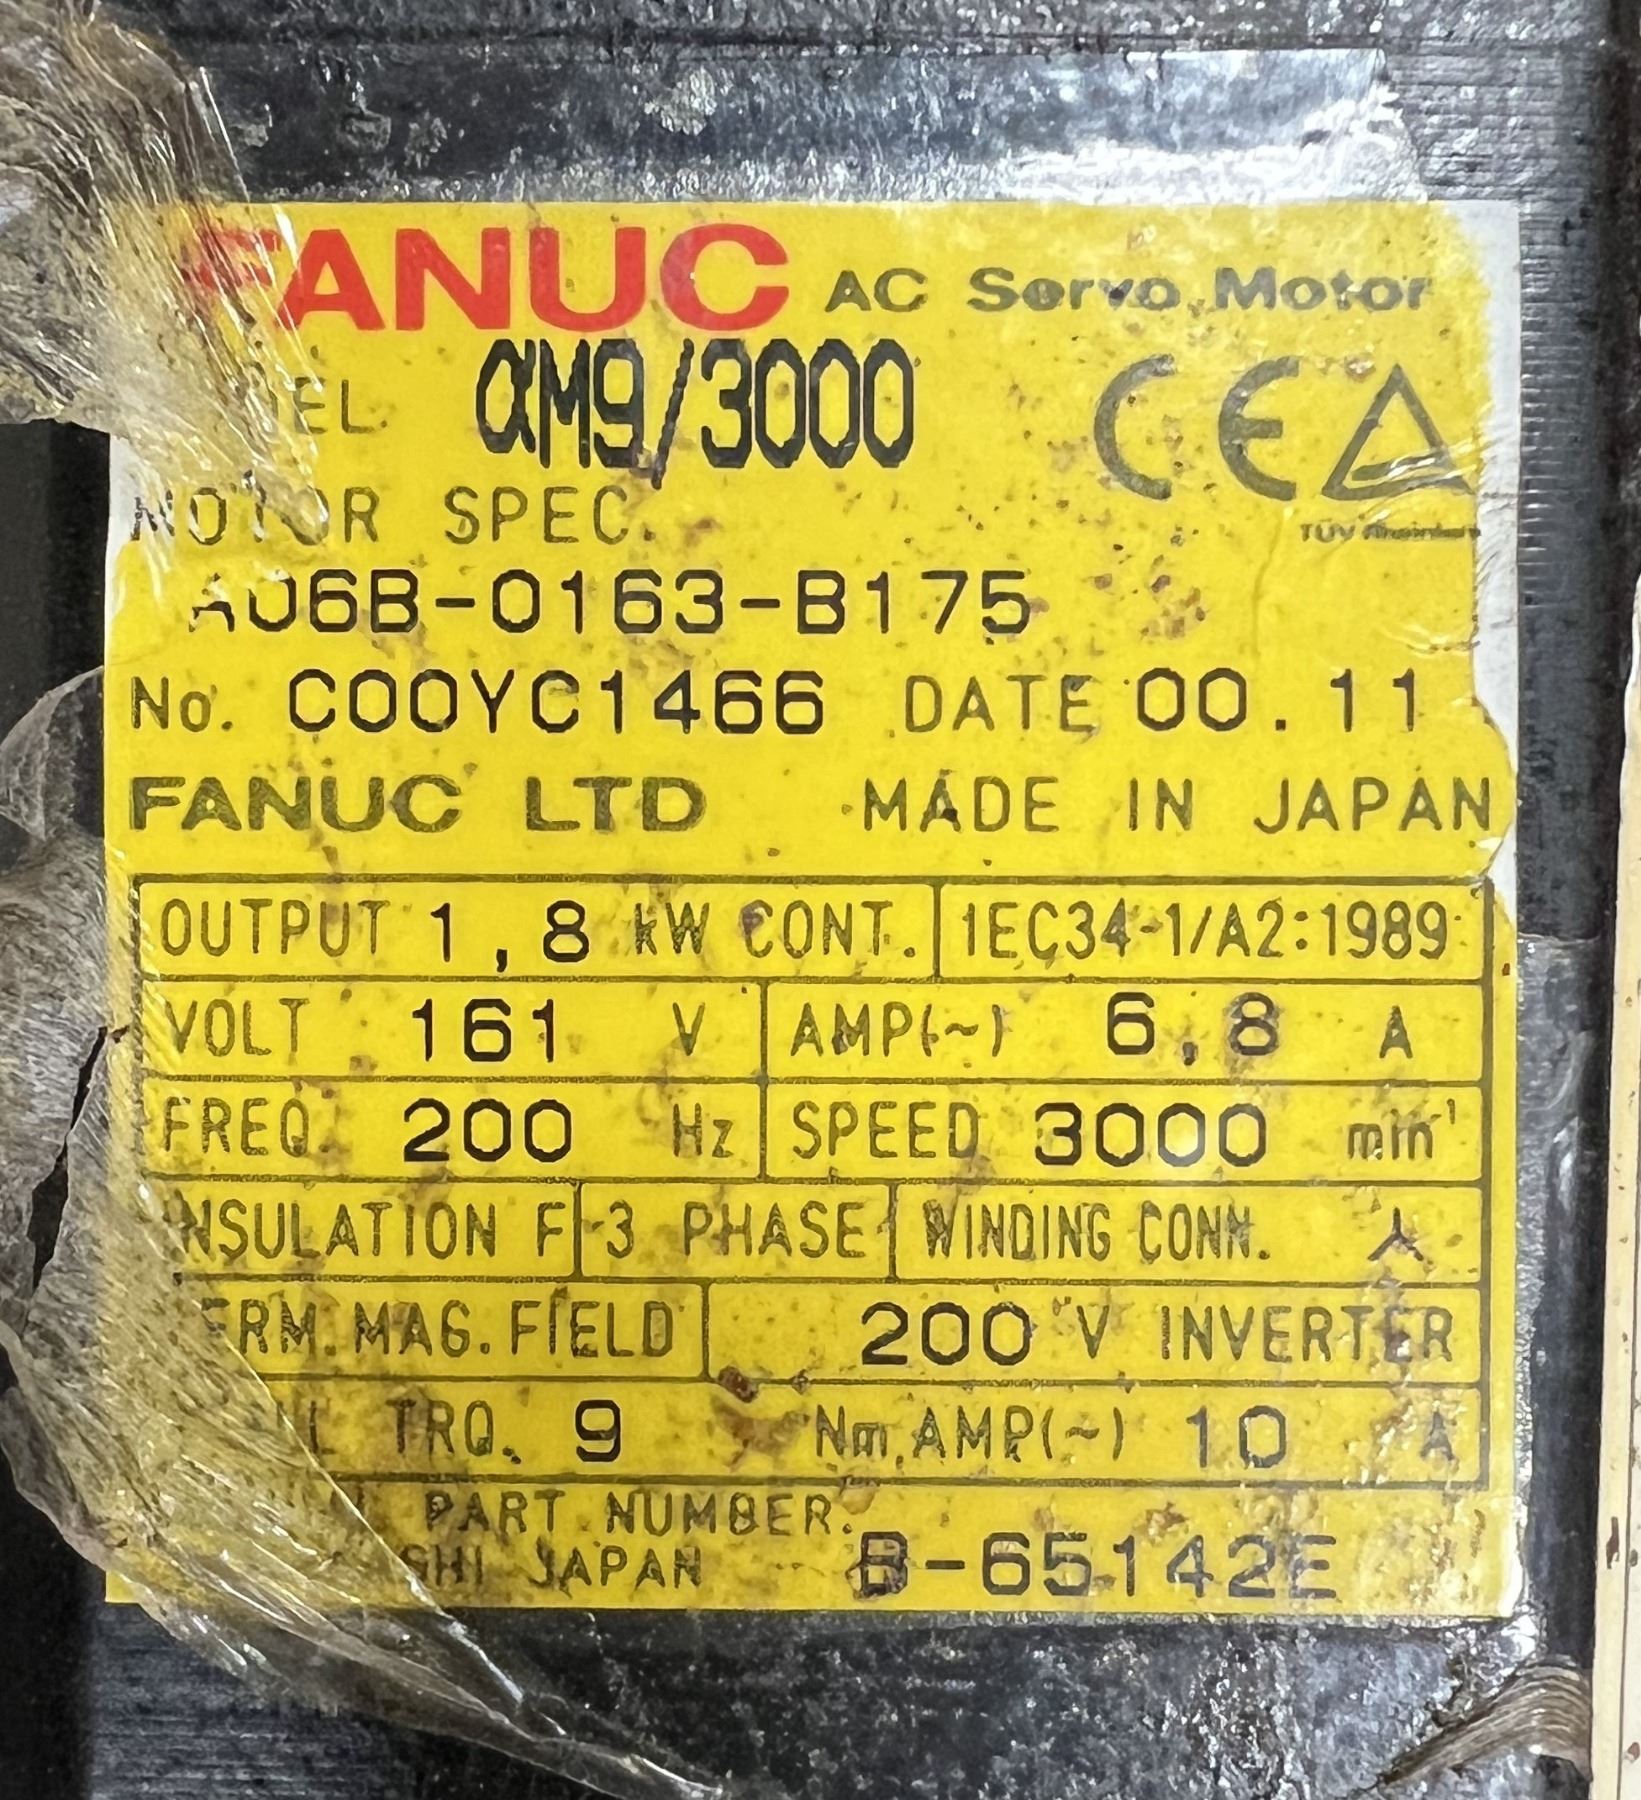 FANUC AC Servo Motor
αM9/3000 CE
MOTOR SPEC.
A06B-0163-B175
No. C00YC1466 DATE 00.11
FANUC LTD MADE IN JAPAN
OUTPUT 1,8 kW CONT. IEC34-1/A2:1989
VOLT 161 V AMP(~) 6,8 A
FREQ. 200 Hz SPEED 3000 min⁻¹
INSULATION F 3 PHASE WINDING CONN.
MAG. FIELD 200 V INVERTER
TRQ. 9 Nm AMP(~) 10 A
PART NUMBER.
JAPAN B-65142E